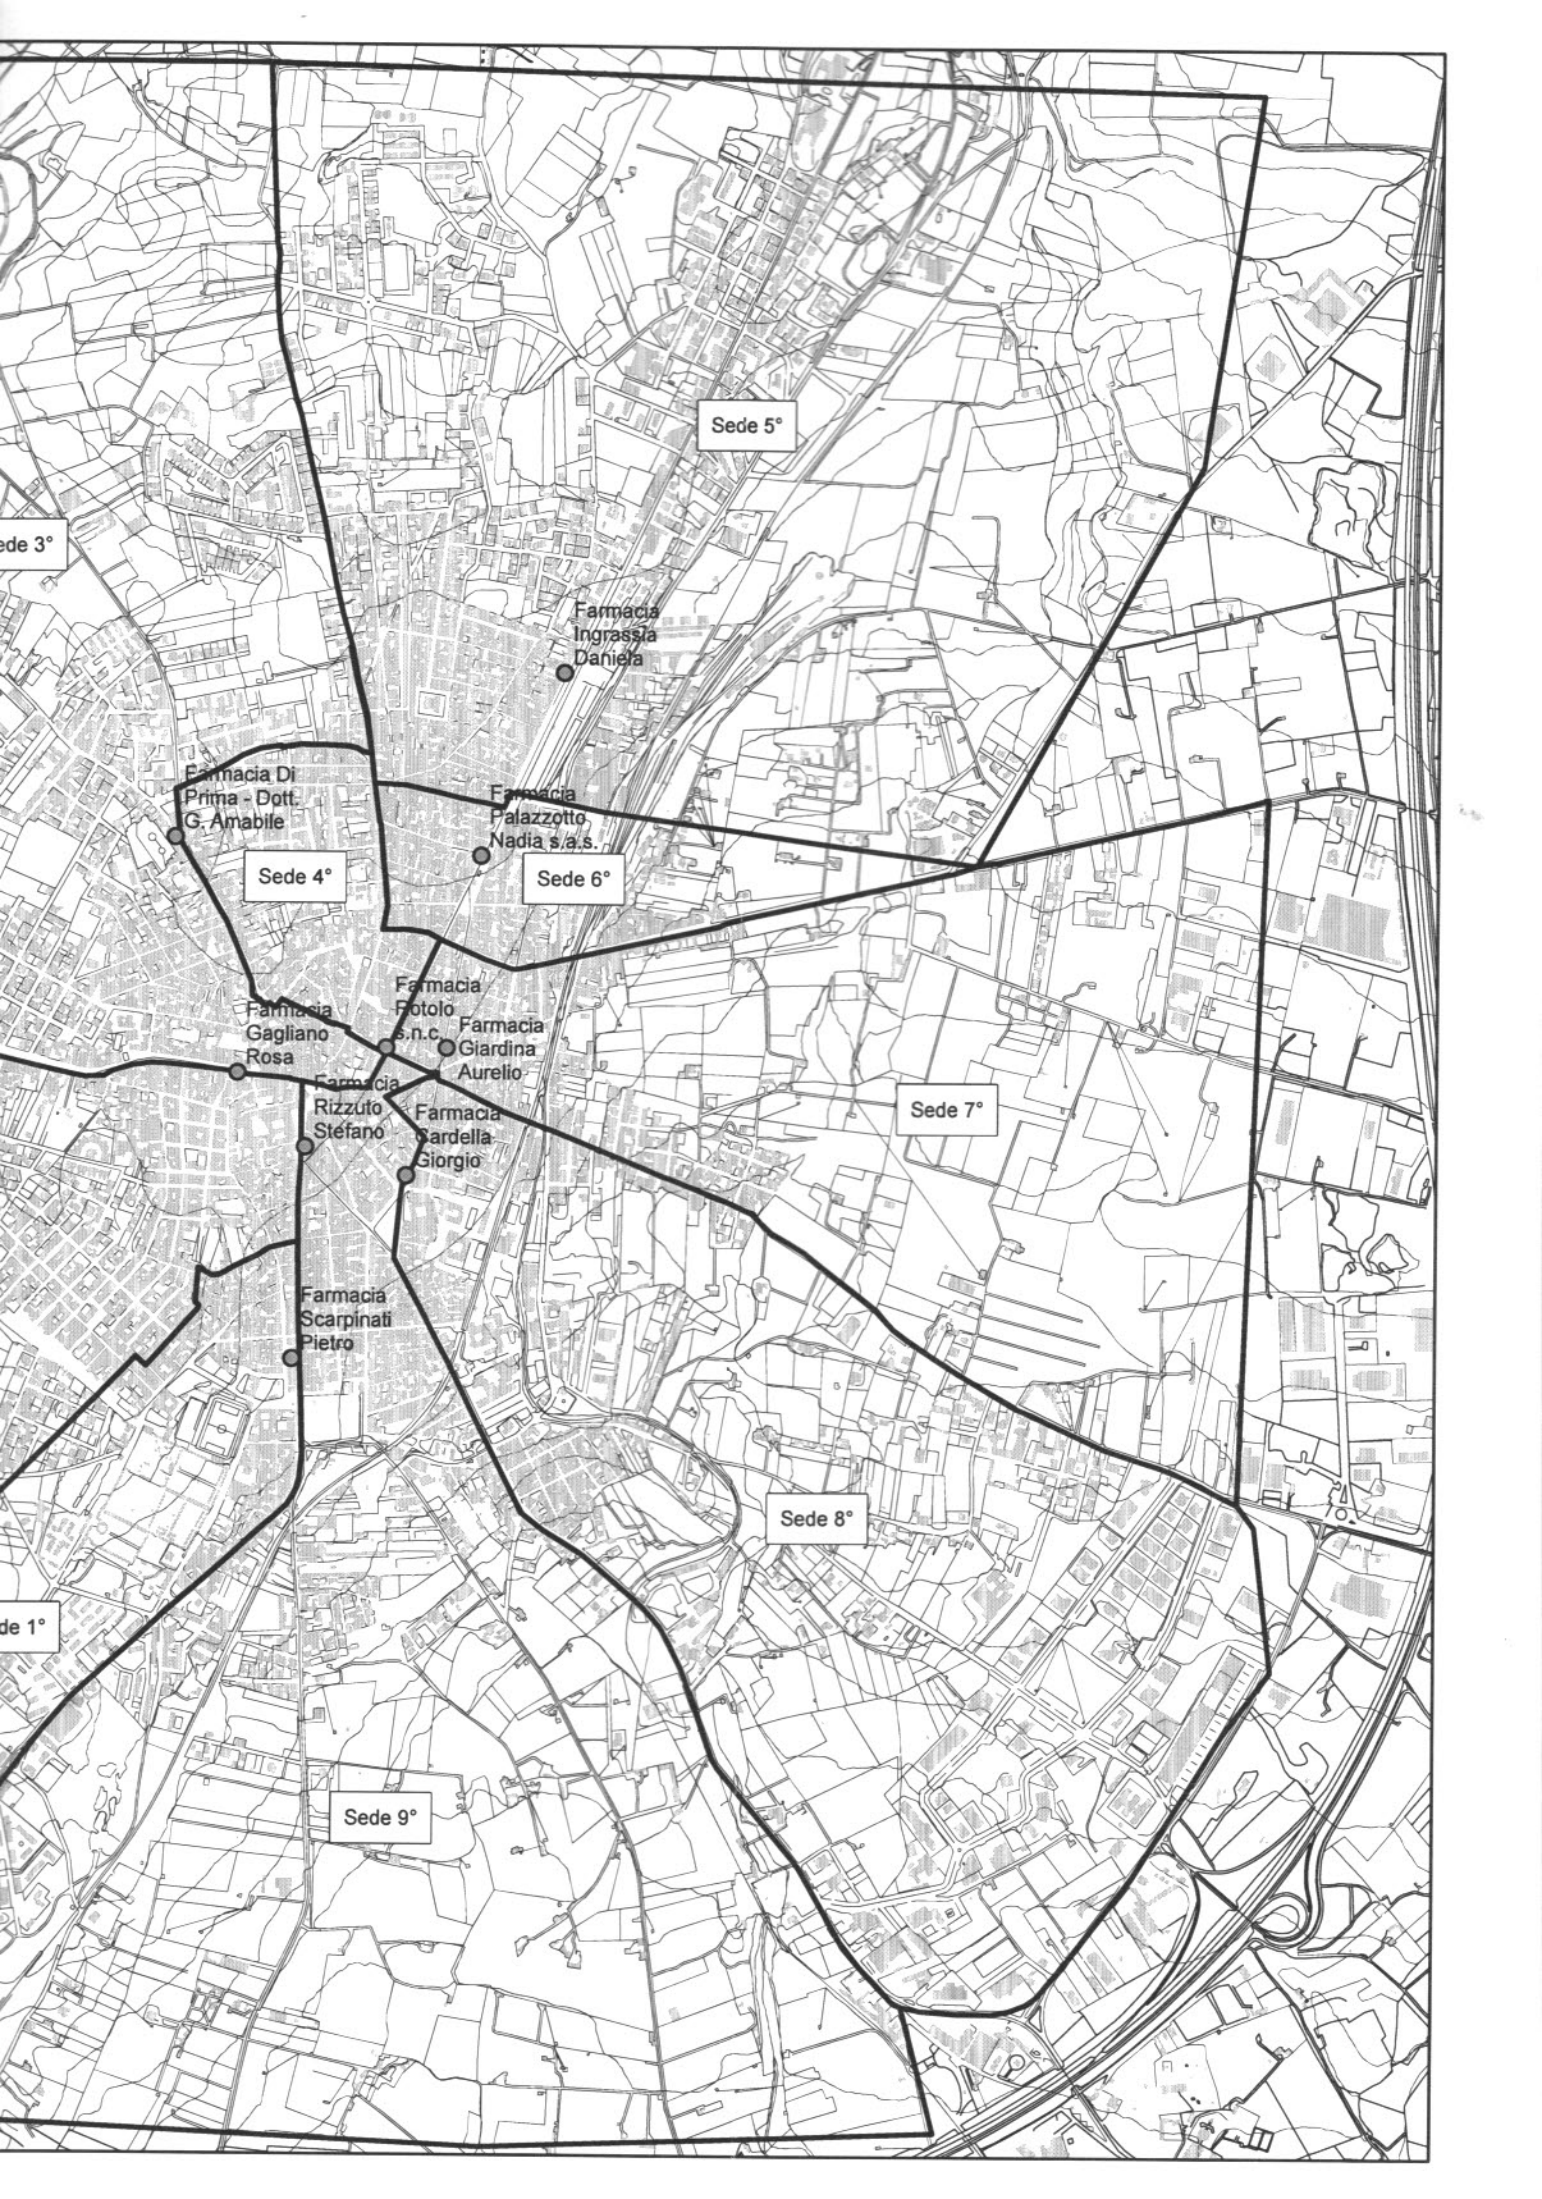 Sede 5°
ede 3°
Farmacia
Ingrassia
Daniela
Farmacia Di
Prima - Dott.
G. Amabile
Farmacia
Palazzotto
Nadia s.a.s.
Sede 4°
Sede 6°
Farmacia
Rotolo
s.n.c.
Farmacia
Gagliano
Rosa
Farmacia
Giardina
Aurelio
Farmacia
Rizzuto
Stefano
Farmacia
Cardella
Giorgio
Sede 7°
Farmacia
Scarpinati
Pietro
Sede 8°
de 1°
Sede 9°